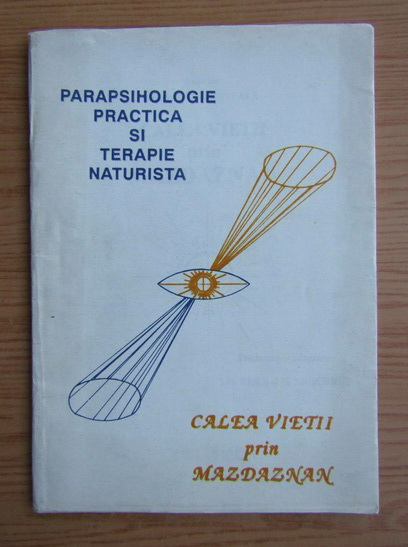 PARAPSIHOLOGIE
PRACTICA
SI
TERAPIE
NATURISTA
CALEA VIETII
prin
MAZDAZNAN